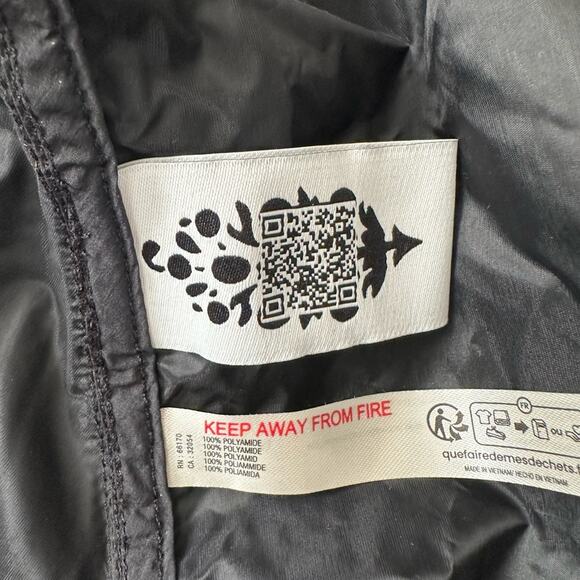 KEEP AWAY FROM FIRE
RN : 66170
CA : 32054
100% POLYAMIDE
100% POLYAMIDE
100% POLYAMID
100% POLIAMMIDE
100% POLIAMIDA
FR
OU
quefairedemesdechets.f
MADE IN VIETNAM/ HECHO EN VIETNAM